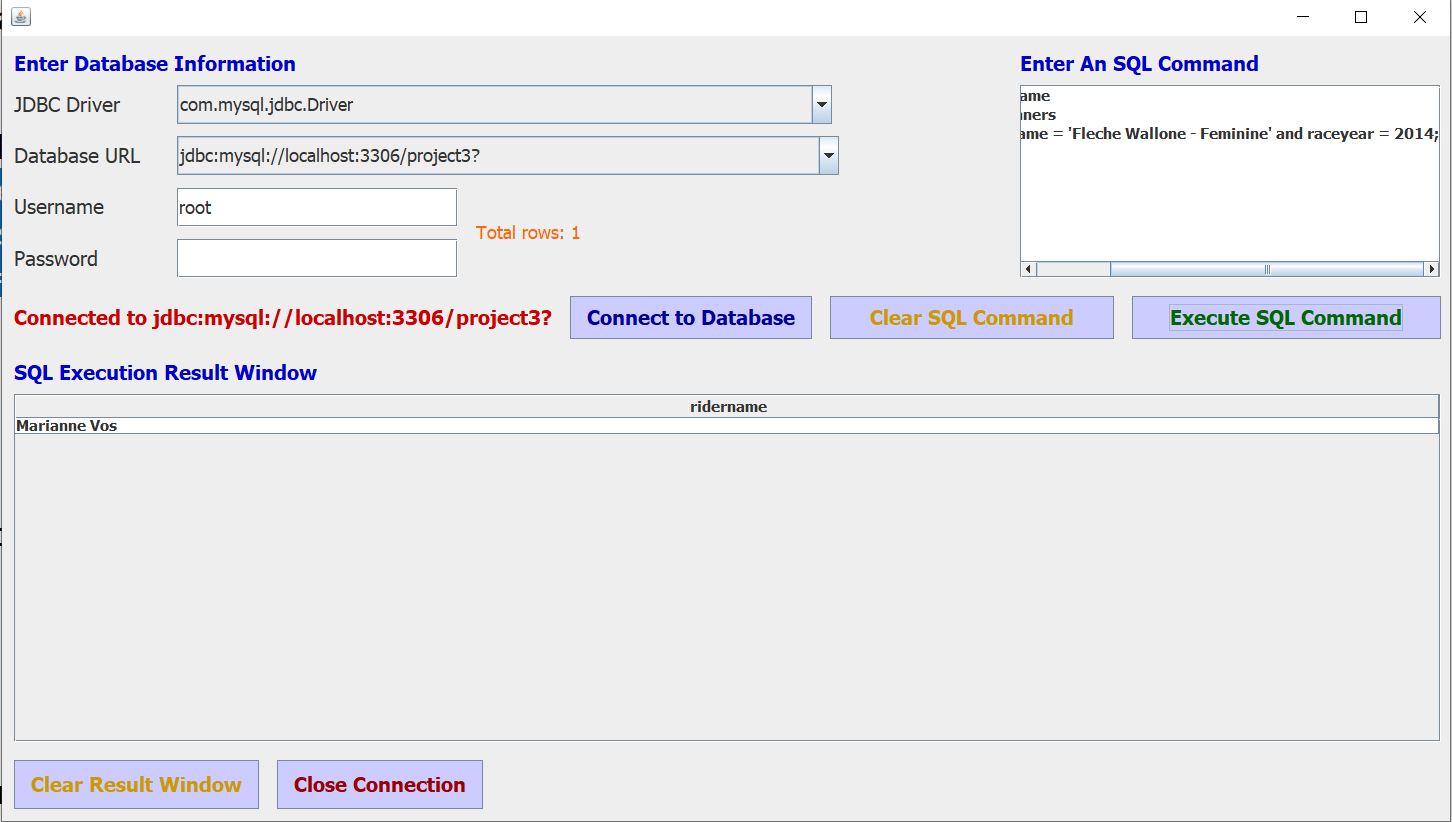 Enter Database Information
JDBC Driver com.mysql.jdbc.Driver
Database URL jdbc:mysql://localhost:3306/project3?
Username root
Password
Total rows: 1
Enter An SQL Command
ame
ners
ame = 'Fleche Wallone - Feminine' and raceyear = 2014;
Connected to jdbc:mysql://localhost:3306/project3? Connect to Database Clear SQL Command Execute SQL Command
SQL Execution Result Window
ridername
Marianne Vos
Clear Result Window Close Connection